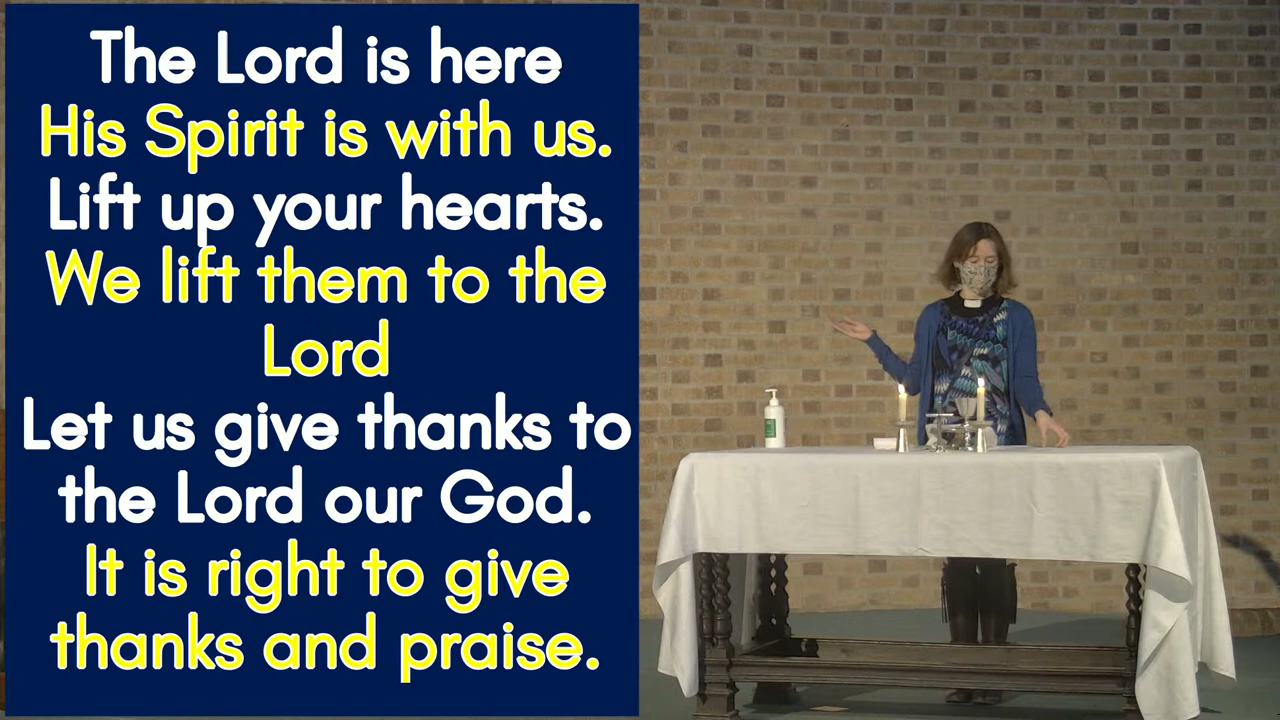 The Lord is here
His Spirit is with us.
Lift up your hearts.
We lift them to the
Lord
Let us give thanks to
the Lord our God.
It is right to give
thanks and praise.